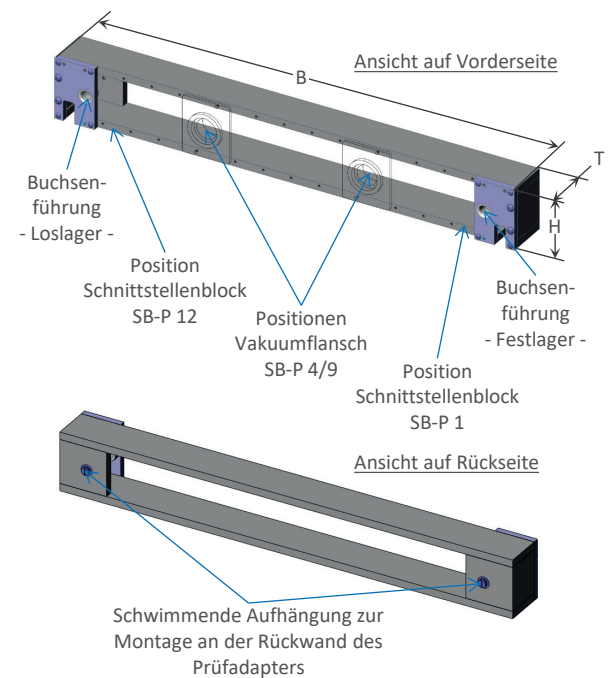 Ansicht auf Vorderseite
B
T
H
Buchsen-
führung
- Loslager -
Position
Schnittstellenblock
SB-P 12
Positionen
Vakuumflansch
SB-P 4/9
Position
Schnittstellenblock
SB-P 1
Buchsen-
führung
- Festlager -
Ansicht auf Rückseite
Schwimmende Aufhängung zur
Montage an der Rückwand des
Prüfadapters